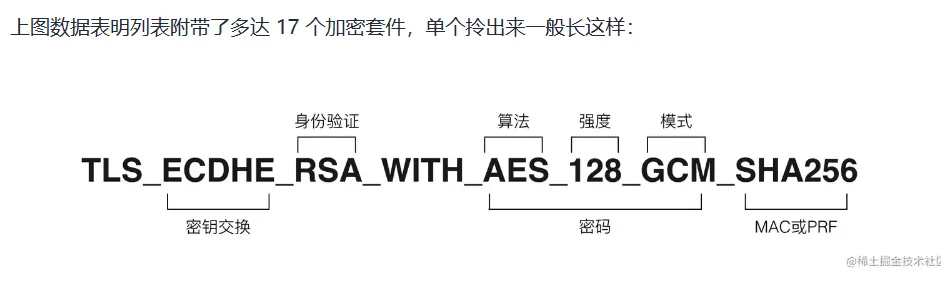 上图数据表明列表附带了多达 17 个加密套件，单个拎出来一般长这样：
身份验证 算法 强度 模式
TLS_ECDHE_RSA_WITH_AES_128_GCM_SHA256
密钥交换 密码 MAC或PRF
@稀土掘金技术社区